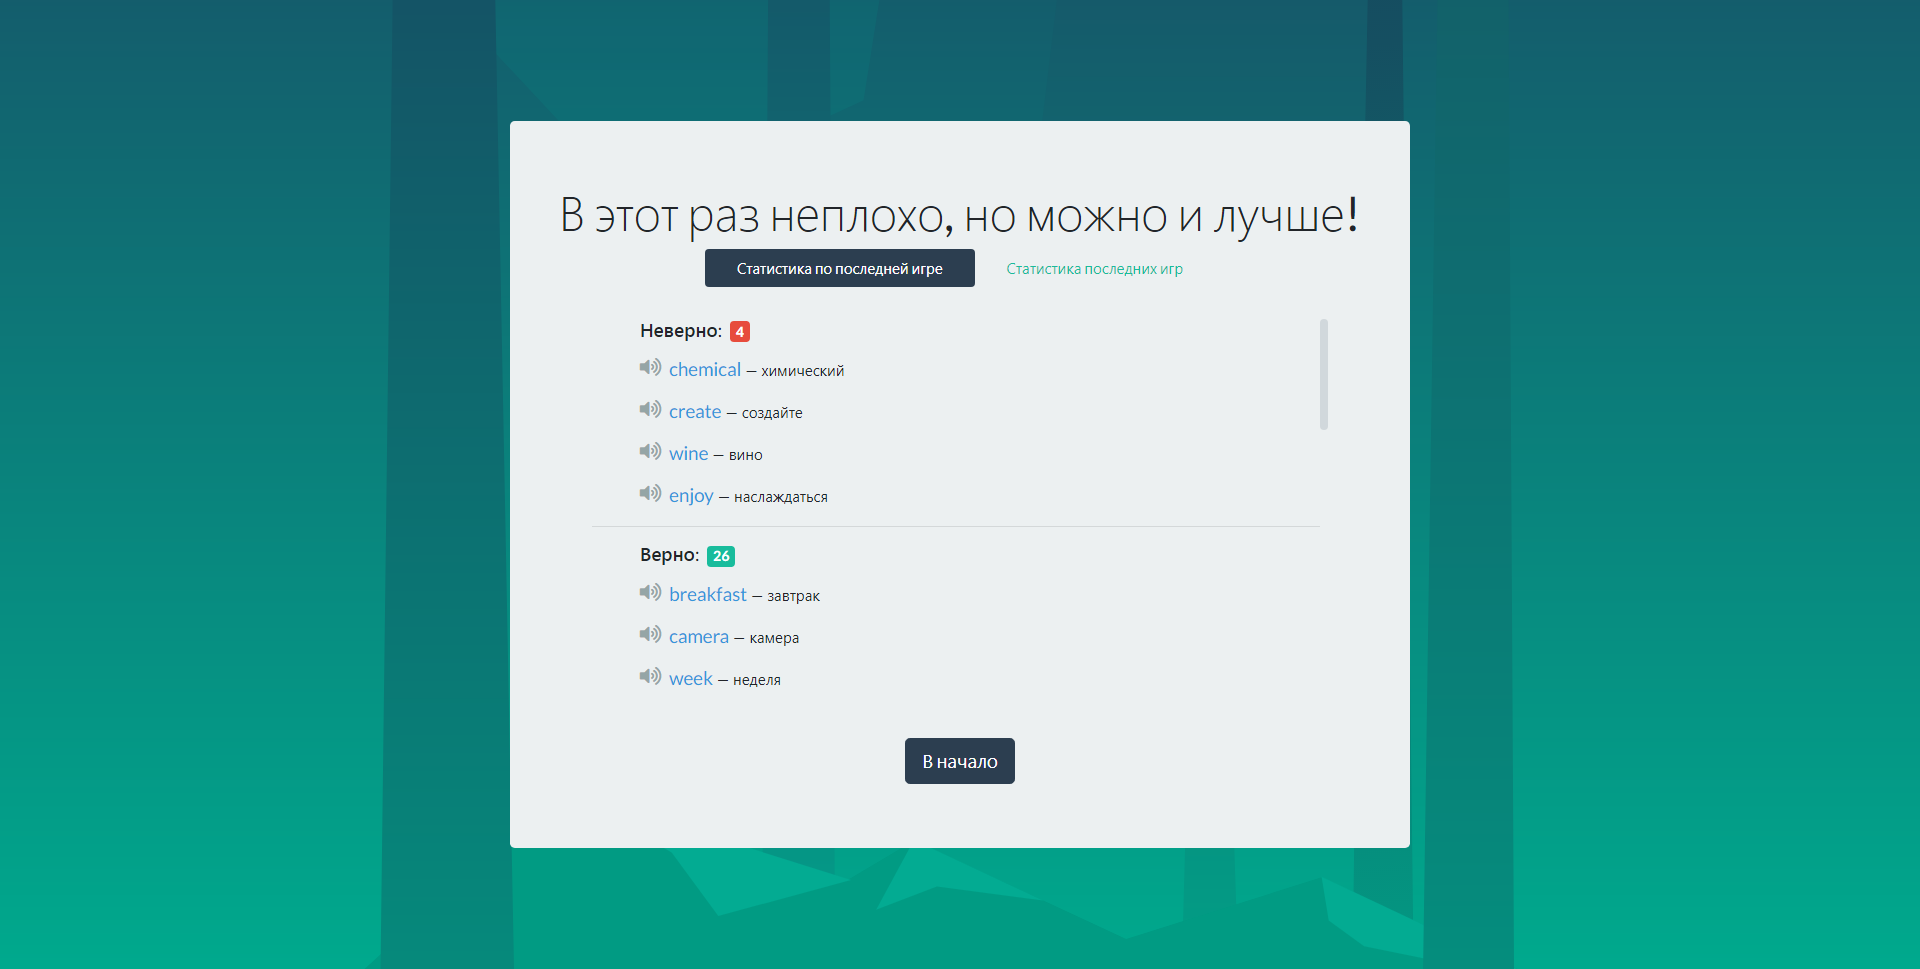 В этот раз неплохо, но можно и лучше!
Статистика по последней игре
Статистика последних игр
Неверно: 4
chemical – химический
create – создайте
wine – вино
enjoy – наслаждаться
Верно: 26
breakfast – завтрак
camera – камера
week – неделя
В начало